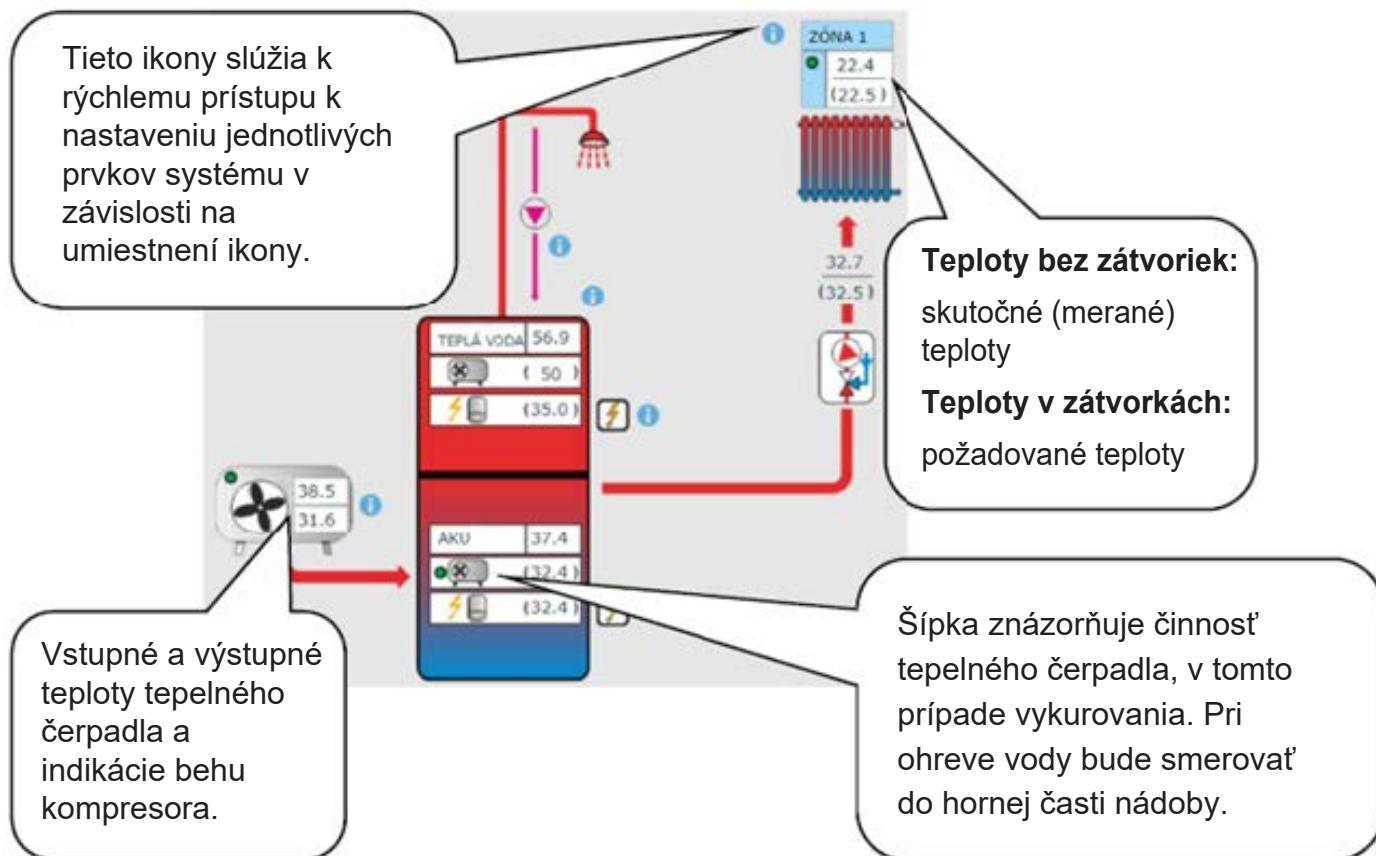 Tieto ikony slúžia k
rýchlemu prístupu k
nastaveniu jednotlivých
prvkov systému v
závislosti na
umiestnení ikony.
ZÓNA 1
22.4
(22.5)
Teploty bez zátvoriek:
skutočné (merané)
teploty
Teploty v zátvorkách:
požadované teploty
32.7
(32.5)
TEPLÁ VODA 56.9
( 50 )
(35.0)
38.5
31.6
AKU 37.4
(32.4)
(32.4)
Vstupné a výstupné
teploty tepelného
čerpadla a
indikácie behu
kompresora.
Šípka znázorňuje činnosť
tepelného čerpadla, v tomto
prípade vykurovania. Pri
ohreve vody bude smerovať
do hornej časti nádoby.